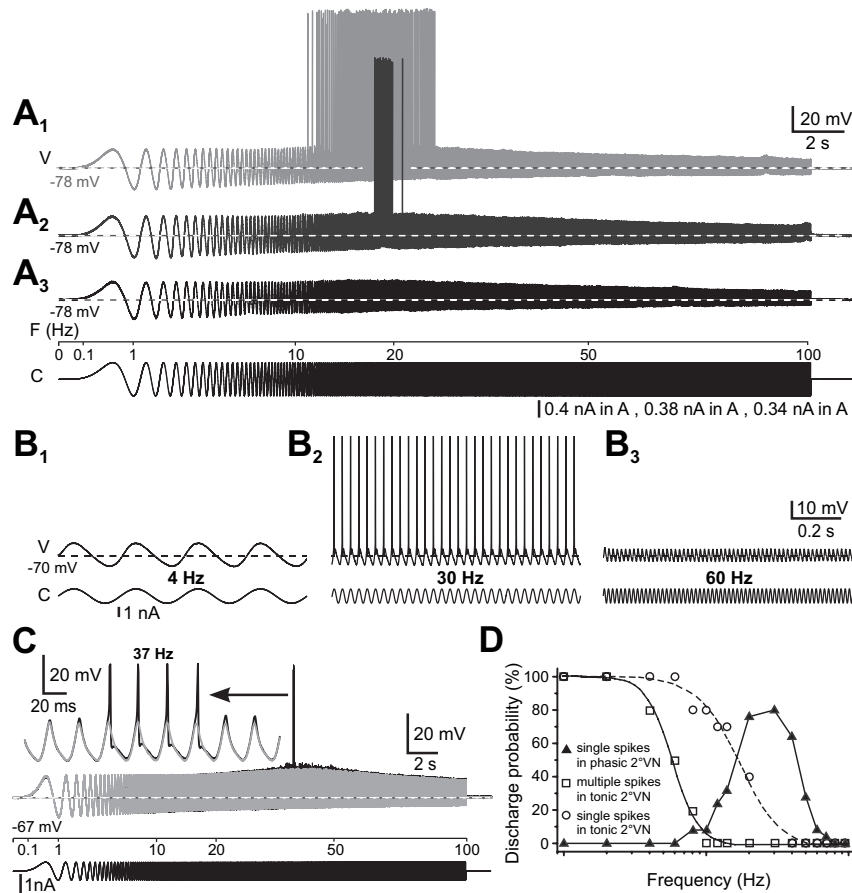 A1
20 mV
2 s
V
-78 mV
A2
-78 mV
A3
-78 mV
F (Hz)
0 0.1 1 10 20 50 100
C
0.4 nA in A , 0.38 nA in A , 0.34 nA in A
B1
B2
B3
10 mV
0.2 s
V
-70 mV
4 Hz
30 Hz
60 Hz
C
1 nA
C
37 Hz
20 mV
20 ms
20 mV
2 s
-67 mV
0.1 1 10 20 50 100
1nA
D
Discharge probability (%)
100
80
60
40
20
0
single spikes
in phasic 2°VN
multiple spikes
in tonic 2°VN
single spikes
in tonic 2°VN
Frequency (Hz)